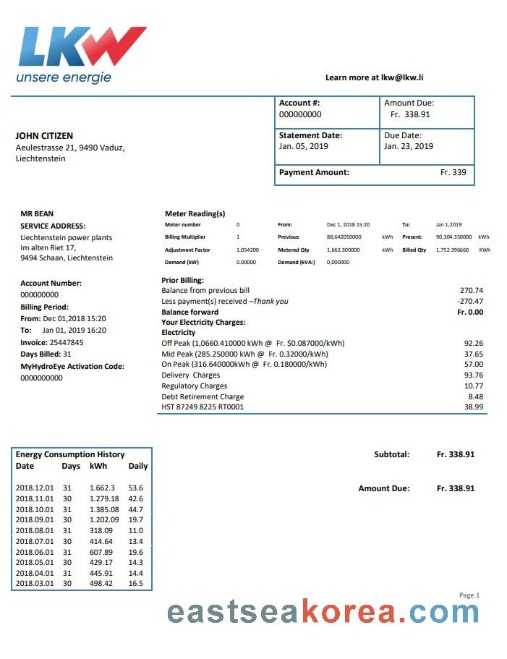 LKW
unsere energie
Learn more at lkw@lkw.li
Account #: Amount Due:
000000000 Fr. 338.91
JOHN CITIZEN
Aeulestrasse 21, 9490 Vaduz,
Liechtenstein
Statement Date: Due Date:
Jan. 05, 2019 Jan. 23, 2019
Payment Amount: Fr. 339
MR BEAN
SERVICE ADDRESS:
Liechtenstein power plants
Im alten Riet 17,
9494 Schaan, Liechtenstein
Account Number:
000000000
Billing Period:
From: Dec 01,2018 15:20
To: Jan 01, 2019 16:20
Invoice: 25447845
Days Billed: 31
MyHydroEye Activation Code:
0000000000
Meter Reading(s)
Meter number 0 From: Dec 1, 2018 15:20 To: Jan 1,2019
Billing Multiplier 1 Previous 88,642050000 kWh Present: 90,304.350000 kWh
Adjustment Factor 1.054200 Metered Qty 1,662.300000 kWh Billed Qty 1,752.396660 KWh
Demand (kW) 0.00000 Demand (kVA:) 0,000000
Prior Billing:
Balance from previous bill 270.74
Less payment(s) received –Thank you -270.47
Balance forward Fr. 0.00
Your Electricity Charges:
Electricity
Off Peak (1,0660.410000kWh @ Fr. $0.087000/kWh) 92.26
Mid Peak (285.250000 kWh @ Fr. 0.32000/kWh) 37.65
On Peak (316.640000kWh @ Fr. 0.180000/kWh) 57.00
Delivery Charges 93.76
Regulatory Charges 10.77
Debt Retirement Charge 8.48
HST 87249 8225 RT0001 38.99
Energy Consumption History
Date Days kWh Daily
2018.12.01 31 1.662.3 53.6
2018.11.01 30 1.279.18 42.6
2018.10.01 31 1.385.08 44.7
2018.09.01 30 1.202.09 19.7
2018.08.01 31 318.09 11.0
2018.07.01 30 414.64 13.4
2018.06.01 31 607.89 19.6
2018.05.01 30 429.17 14.3
2018.04.01 31 445.91 14.4
2018.03.01 30 498.42 16.5
Subtotal: Fr. 338.91
Amount Due: Fr. 338.91
Page 1
eastseakorea.com